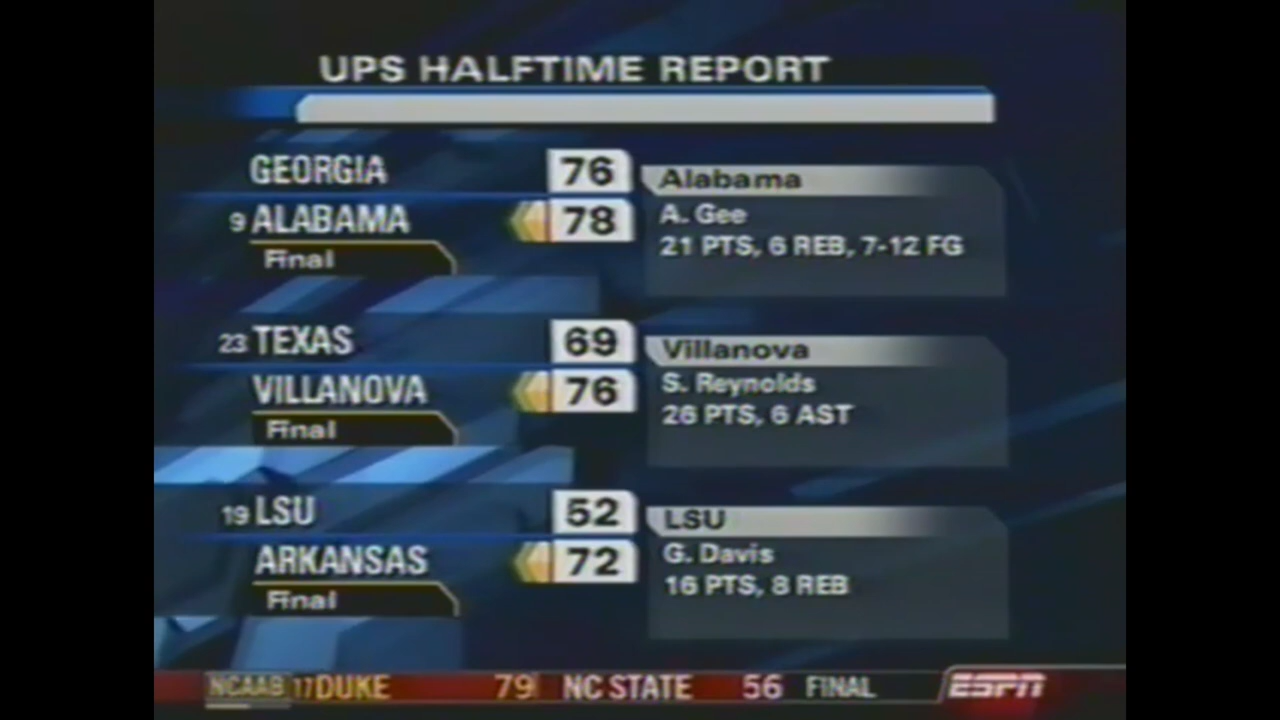 UPS HALFTIME REPORT
GEORGIA 76
9 ALABAMA 78
Final
Alabama
A. Gee
21 PTS, 6 REB, 7-12 FG
23 TEXAS 69
VILLANOVA 76
Final
Villanova
S. Reynolds
26 PTS, 6 AST
19 LSU 52
ARKANSAS 72
Final
LSU
G. Davis
16 PTS, 8 REB
NCAAB 17 DUKE 79 NC STATE 56 FINAL ESPN